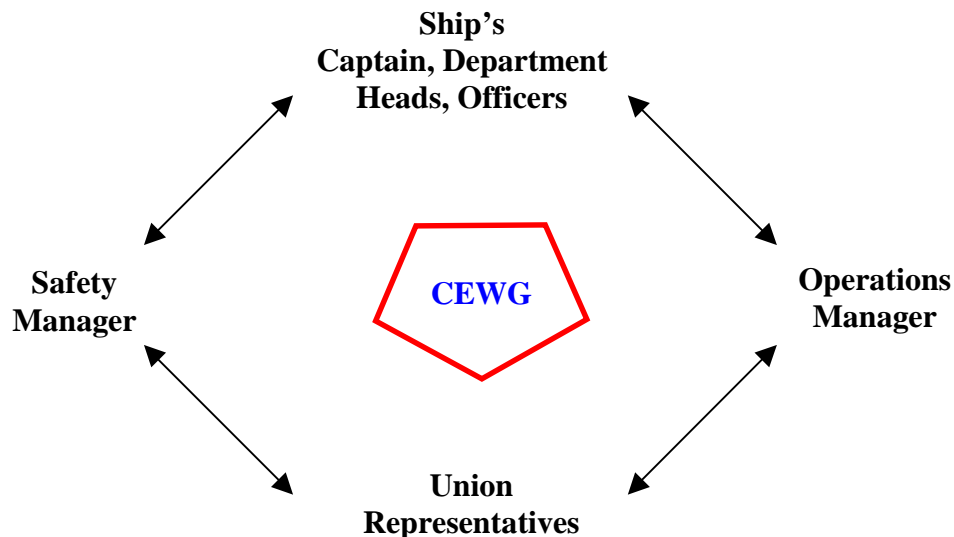 Ship’s
Captain, Department
Heads, Officers
Safety
Manager
CEWG
Operations
Manager
Union
Representatives